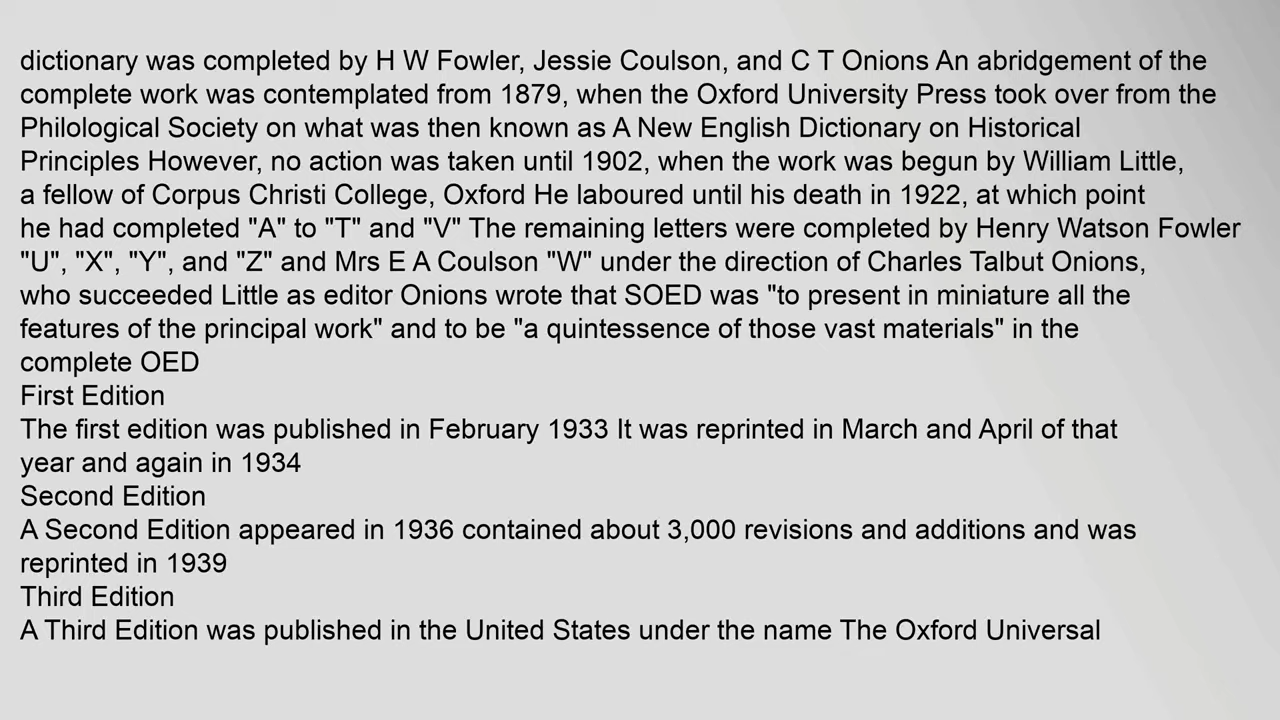 dictionary was completed by H W Fowler, Jessie Coulson, and C T Onions An abridgement of the
complete work was contemplated from 1879, when the Oxford University Press took over from the
Philological Society on what was then known as A New English Dictionary on Historical
Principles However, no action was taken until 1902, when the work was begun by William Little,
a fellow of Corpus Christi College, Oxford He laboured until his death in 1922, at which point
he had completed "A" to "T" and "V" The remaining letters were completed by Henry Watson Fowler
"U", "X", "Y", and "Z" and Mrs E A Coulson "W" under the direction of Charles Talbut Onions,
who succeeded Little as editor Onions wrote that SOED was "to present in miniature all the
features of the principal work" and to be "a quintessence of those vast materials" in the
complete OED
First Edition
The first edition was published in February 1933 It was reprinted in March and April of that
year and again in 1934
Second Edition
A Second Edition appeared in 1936 contained about 3,000 revisions and additions and was
reprinted in 1939
Third Edition
A Third Edition was published in the United States under the name The Oxford Universal